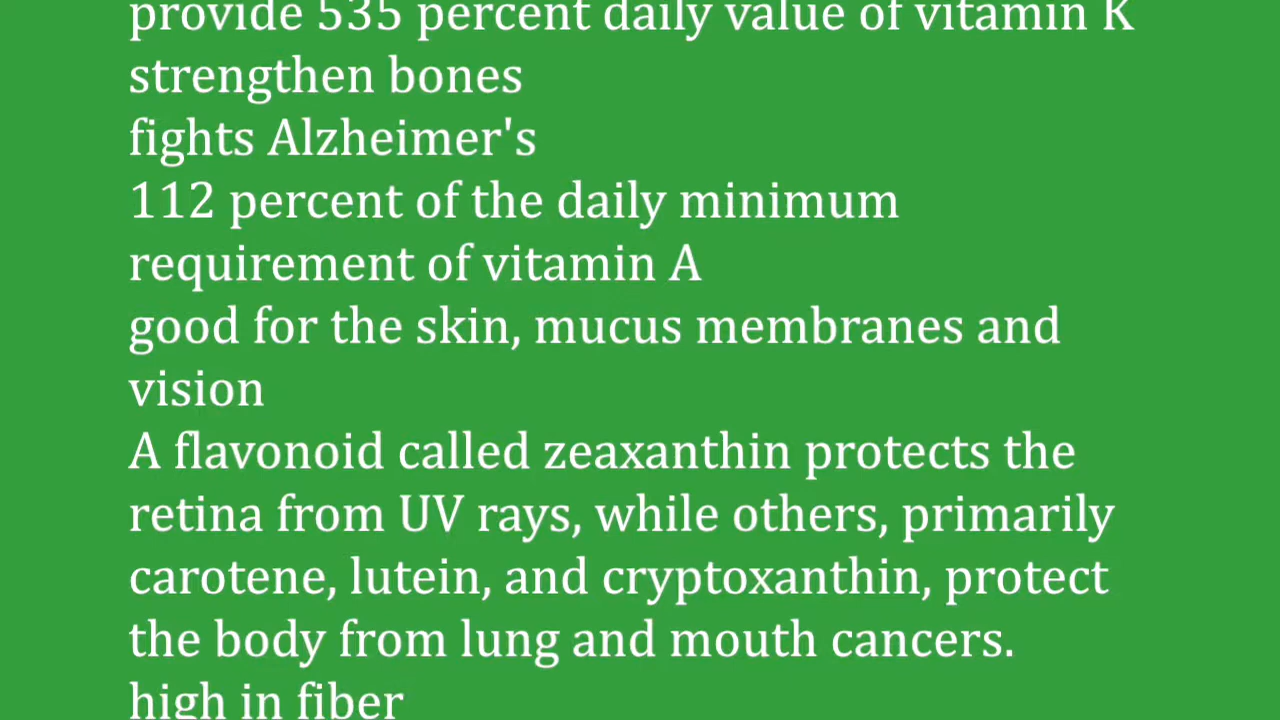 provide 535 percent daily value of vitamin K
strengthen bones
fights Alzheimer's
112 percent of the daily minimum
requirement of vitamin A
good for the skin, mucus membranes and
vision
A flavonoid called zeaxanthin protects the
retina from UV rays, while others, primarily
carotene, lutein, and cryptoxanthin, protect
the body from lung and mouth cancers.
high in fiber